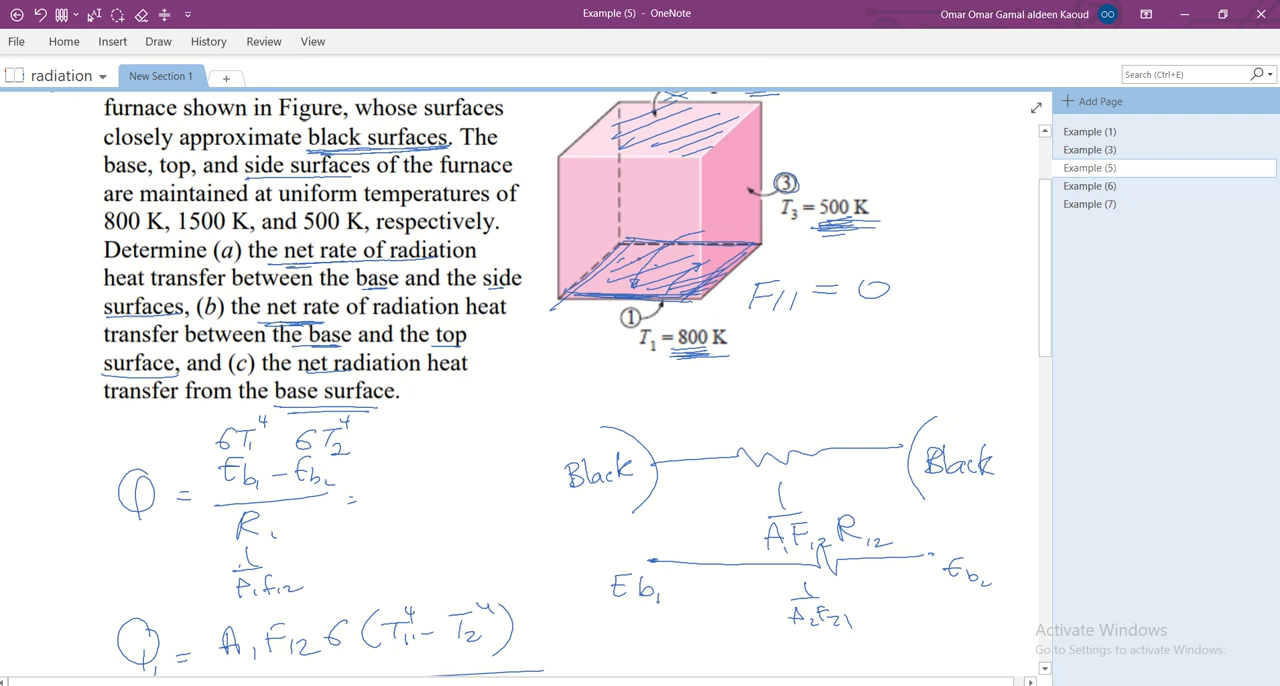 Example (5) - OneNote
Omar Omar Gamal aldeen Kaoud
OO
File Home Insert Draw History Review View
radiation
New Section 1
+
Search (Ctrl+E)
Add Page
Example (1)
Example (3)
Example (5)
Example (6)
Example (7)
furnace shown in Figure, whose surfaces
closely approximate black surfaces. The
base, top, and side surfaces of the furnace
are maintained at uniform temperatures of
800 K, 1500 K, and 500 K, respectively.
Determine (a) the net rate of radiation
heat transfer between the base and the side
surfaces, (b) the net rate of radiation heat
transfer between the base and the top
surface, and (c) the net radiation heat
transfer from the base surface.
③
T₃ = 500 K
①
T₁ = 800 K
F11 = 0
6T₁⁴ 6T₂⁴
Q = Eb₁ - Eb₂ =
R₁
1
A₁F12
Q₁ = A₁F12 6 (T₁⁴ - T₂⁴)
Black
Black
1
A₁F12
R12
Eb₁
Eb₂
1
A₂F21
Activate Windows
Go to Settings to activate Windows.